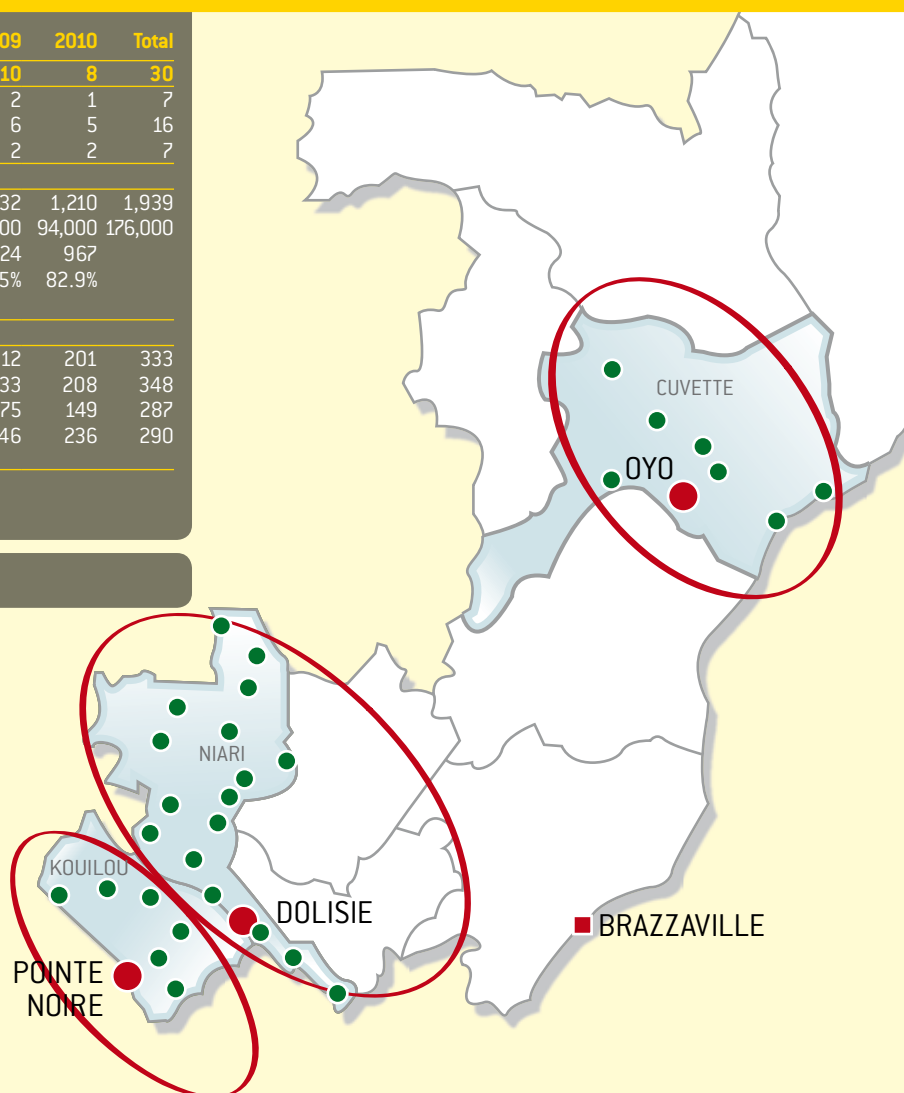 09 2010 Total
10 8 30
2 1 7
6 5 16
2 2 7
32 1,210 1,939
00 94,000 176,000
24 967
5% 82.9%
12 201 333
33 208 348
75 149 287
46 236 290
CUVETTE
OYO
NIARI
KOUILOU
DOLISIE
BRAZZAVILLE
POINTE
NOIRE